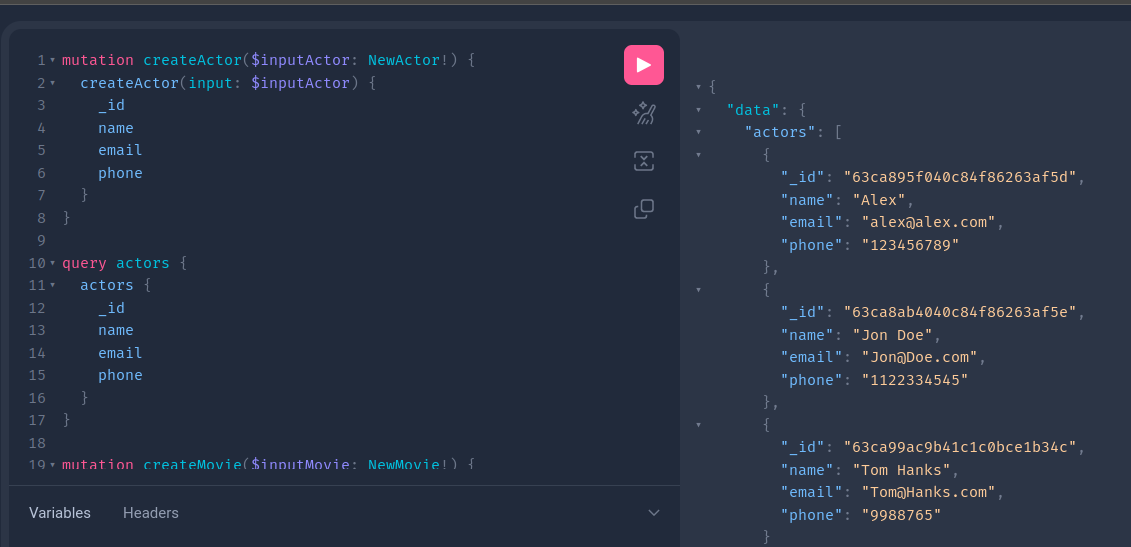 1 mutation createActor($inputActor: NewActor!) {
2 createActor(input: $inputActor) {
3 _id
4 name
5 email
6 phone
7 }
8 }
9
10 query actors {
11 actors {
12 _id
13 name
14 email
15 phone
16 }
17 }
18
19 mutation createMovie($inputMovie: NewMovie!) {
Variables Headers
{
"data": {
"actors": [
{
"_id": "63ca895f040c84f86263af5d",
"name": "Alex",
"email": "alex@alex.com",
"phone": "123456789"
},
{
"_id": "63ca8ab4040c84f86263af5e",
"name": "Jon Doe",
"email": "Jon@Doe.com",
"phone": "1122334545"
},
{
"_id": "63ca99ac9b41c1c0bce1b34c",
"name": "Tom Hanks",
"email": "Tom@Hanks.com",
"phone": "9988765"
}